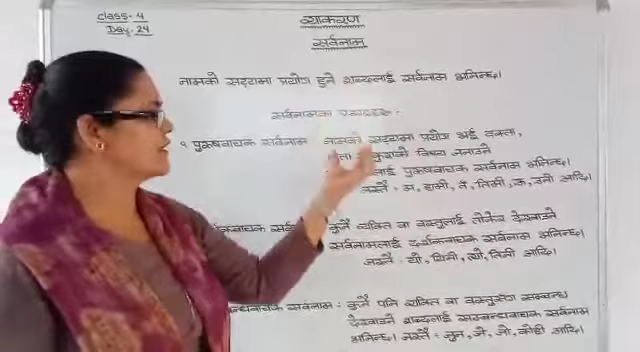 Class- 4
Day- 24
व्याकरण
सर्वनाम
नामको सट्टामा प्रयोग हुने शब्दलाई सर्वनाम भनिन्छ।
सर्वनामका प्रकारहरू:-
१ पुरुषवाचक सर्वनाम नामको सट्टामा प्रयोग भई वक्ता,
कुराको विषय जनाउने
लाई पुरुषवाचक सर्वनाम भनिन्छ।
जस्तै : म, हामी, तँ, तिमी, ऊ, उनी आदि।
कुनै व्यक्ति वा वस्तुलाई तोकेर देखाउने
सर्वनामलाई दर्शकवाचक सर्वनाम भनिन्छ।
जस्तै : यो, यिनी, त्यो, तिनी आदि।
सर्वनाम : कुनै पनि व्यक्ति वा वस्तुसँग सम्बन्ध
देखाउने शब्दलाई सम्बन्धवाचक सर्वनाम
भनिन्छ। जस्तै : जुन, जे, जो, कोही आदि।